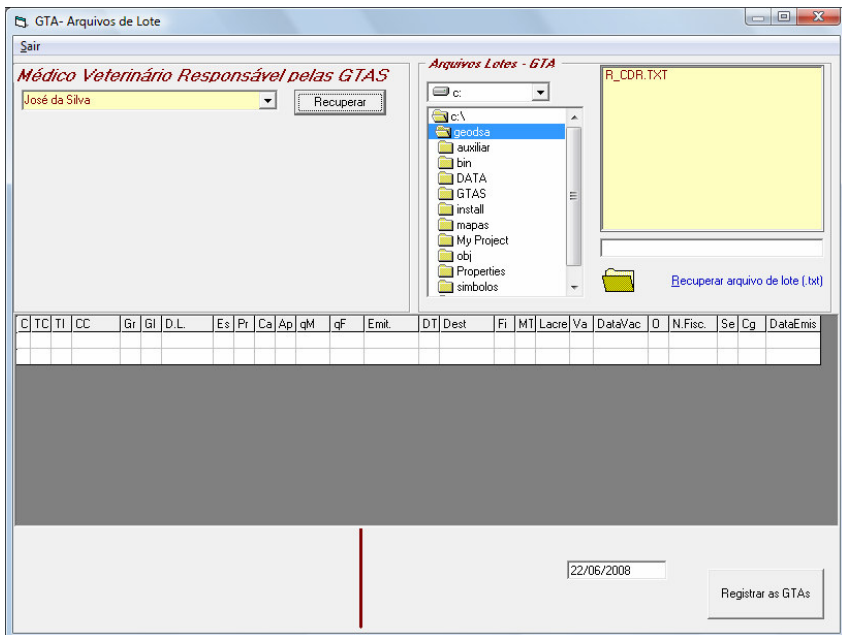 GTA- Arquivos de Lote
Sair
Médico Veterinário Responsável pelas GTAS
José da Silva
Recuperar
Arquivos Lotes - GTA
c:
c:\
geodsa
auxiliar
bin
DATA
GTAS
install
mapas
My Project
obj
Properties
simbolos
R_CDR.TXT
Recuperar arquivo de lote (.txt)
C TC TI CC Gr GI D.L. Es Pr Ca Ap qM qF Emit. DT Dest Fi MT Lacre Va DataVac O N.Fisc. Se Cg DataEmis
22/06/2008
Registrar as GTAs